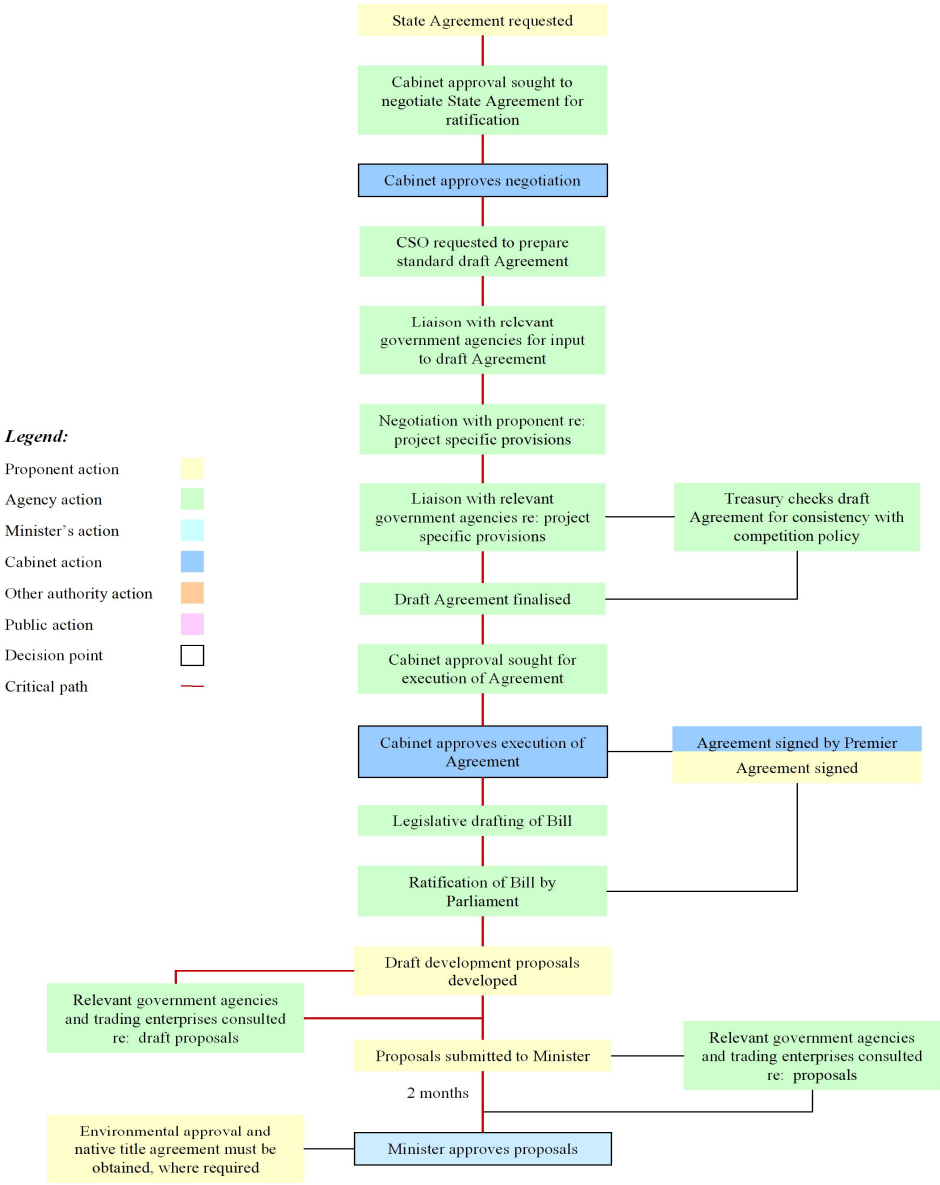 State Agreement requested
Cabinet approval sought to
negotiate State Agreement for
ratification
Cabinet approves negotiation
CSO requested to prepare
standard draft Agreement
Liaison with relevant
government agencies for input
to draft Agreement
Negotiation with proponent re:
project specific provisions
Liaison with relevant
government agencies re: project
specific provisions
Treasury checks draft
Agreement for consistency with
competition policy
Draft Agreement finalised
Cabinet approval sought for
execution of Agreement
Cabinet approves execution of
Agreement
Agreement signed by Premier
Agreement signed
Legislative drafting of Bill
Ratification of Bill by
Parliament
Draft development proposals
developed
Relevant government agencies
and trading enterprises consulted
re: draft proposals
Proposals submitted to Minister
Relevant government agencies
and trading enterprises consulted
re: proposals
2 months
Environmental approval and
native title agreement must be
obtained, where required
Minister approves proposals
Legend:
Proponent action
Agency action
Minister's action
Cabinet action
Other authority action
Public action
Decision point
Critical path